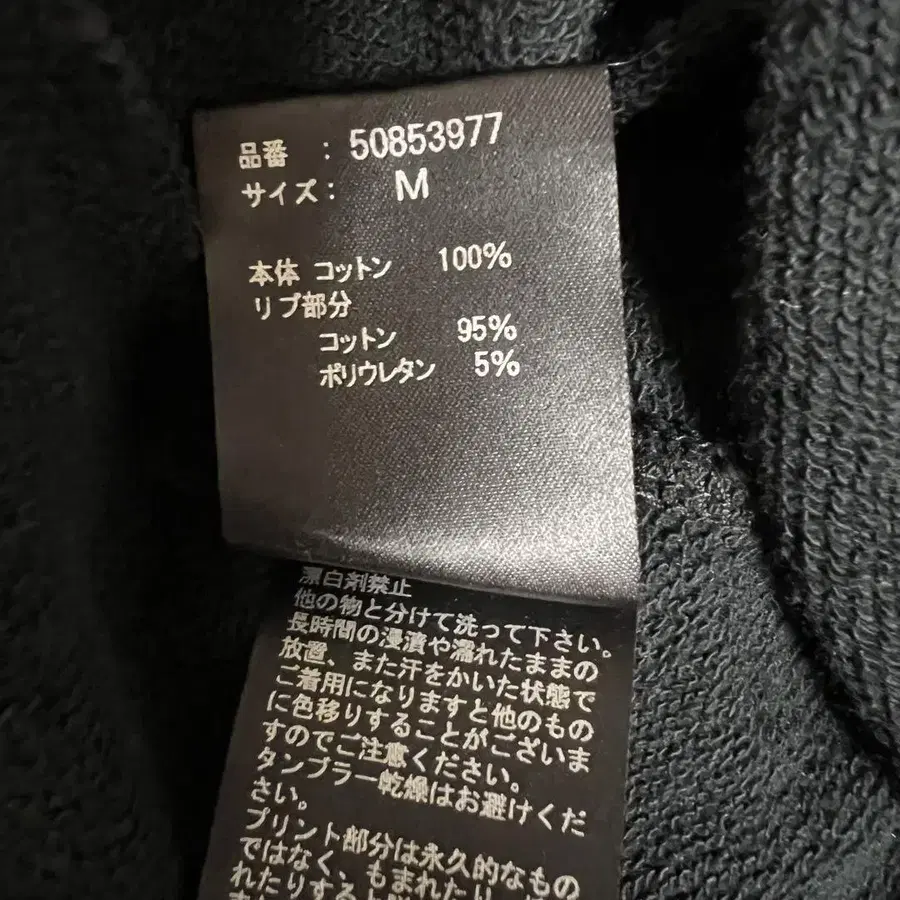 品番 : 50853977
サイズ: M
本体 コットン 100%
リブ部分
コットン 95%
ポリウレタン 5%
漂白剤禁止
他の物と分けて洗って下さい。
長時間の浸漬や濡れたままの
放置、また汗をかいた状態で
ご着用になりますと他のもの
に色移りすることがございま
すのでご注意ください。
タンブラー乾燥はお避けくだ
さい。
プリント部分は永久的なもの
ではなく、もまれたり、
れたりすると